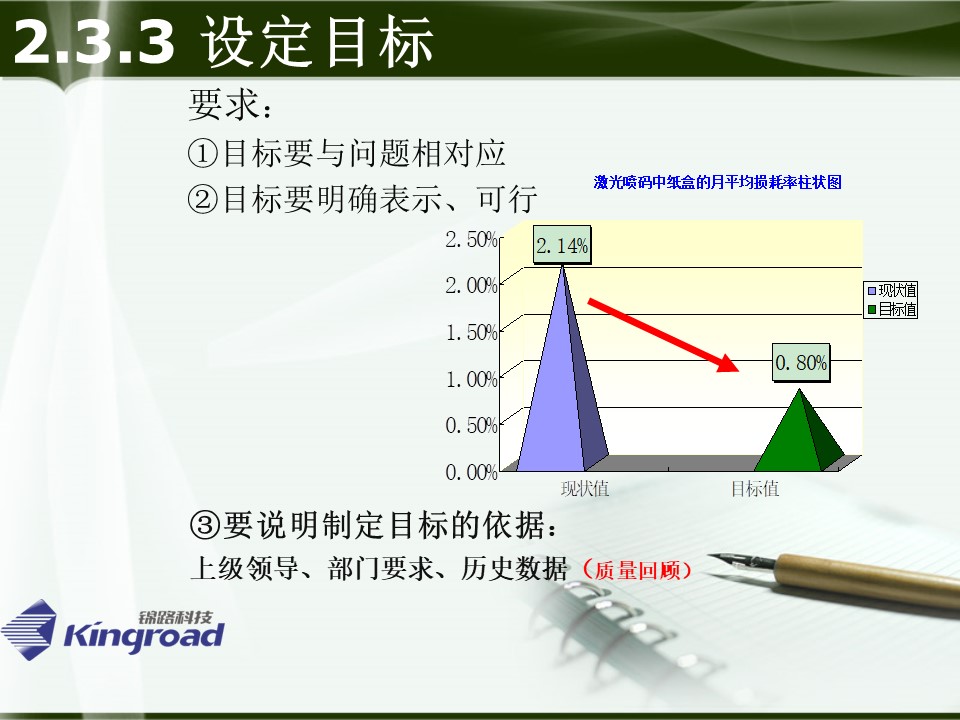 2.3.3 设定目标
要求：
①目标要与问题相对应
②目标要明确表示、可行
激光喷码中纸盒的月平均损耗率柱状图
2.50%
2.14%
2.00%
现状值
目标值
1.50%
1.00%
0.80%
0.50%
0.00%
现状值
目标值
③要说明制定目标的依据：
上级领导、部门要求、历史数据（质量回顾）
锦路科技
Kingroad